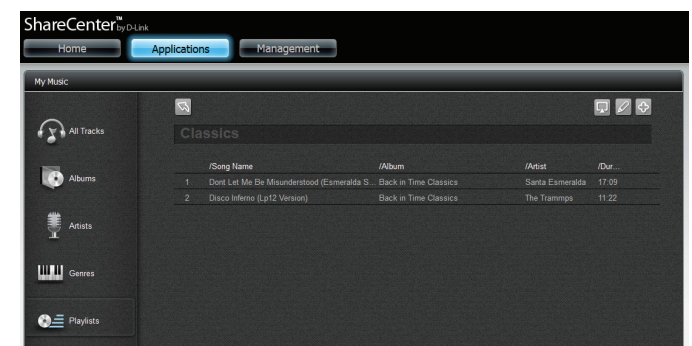 ShareCenter™ by D-Link
Home Applications Management
My Music
All Tracks
Albums
Artists
Genres
Playlists
Classics
/Song Name /Album /Artist /Dur...
1 Dont Let Me Be Misunderstood (Esmeralda S... Back in Time Classics Santa Esmeralda 17:09
2 Disco Inferno (Lp12 Version) Back in Time Classics The Trammps 11:22